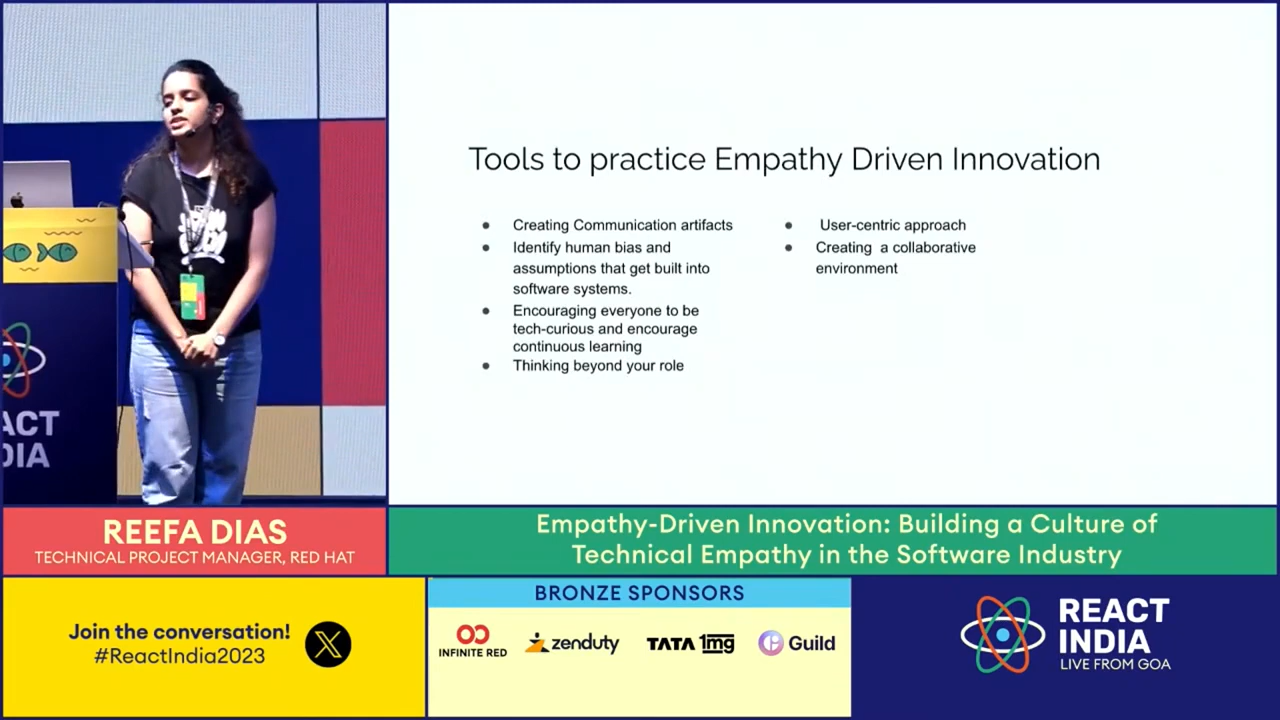 Tools to practice Empathy Driven Innovation
Creating Communication artifacts
Identify human bias and
assumptions that get built into
software systems.
Encouraging everyone to be
tech-curious and encourage
continuous learning
Thinking beyond your role
User-centric approach
Creating a collaborative
environment
ACT
DIA
REEFA DIAS
TECHNICAL PROJECT MANAGER, RED HAT
Empathy-Driven Innovation: Building a Culture of
Technical Empathy in the Software Industry
Join the conversation!
#ReactIndia2023
BRONZE SPONSORS
INFINITE RED
zenduty
TATA 1mg
Guild
REACT
INDIA
LIVE FROM GOA